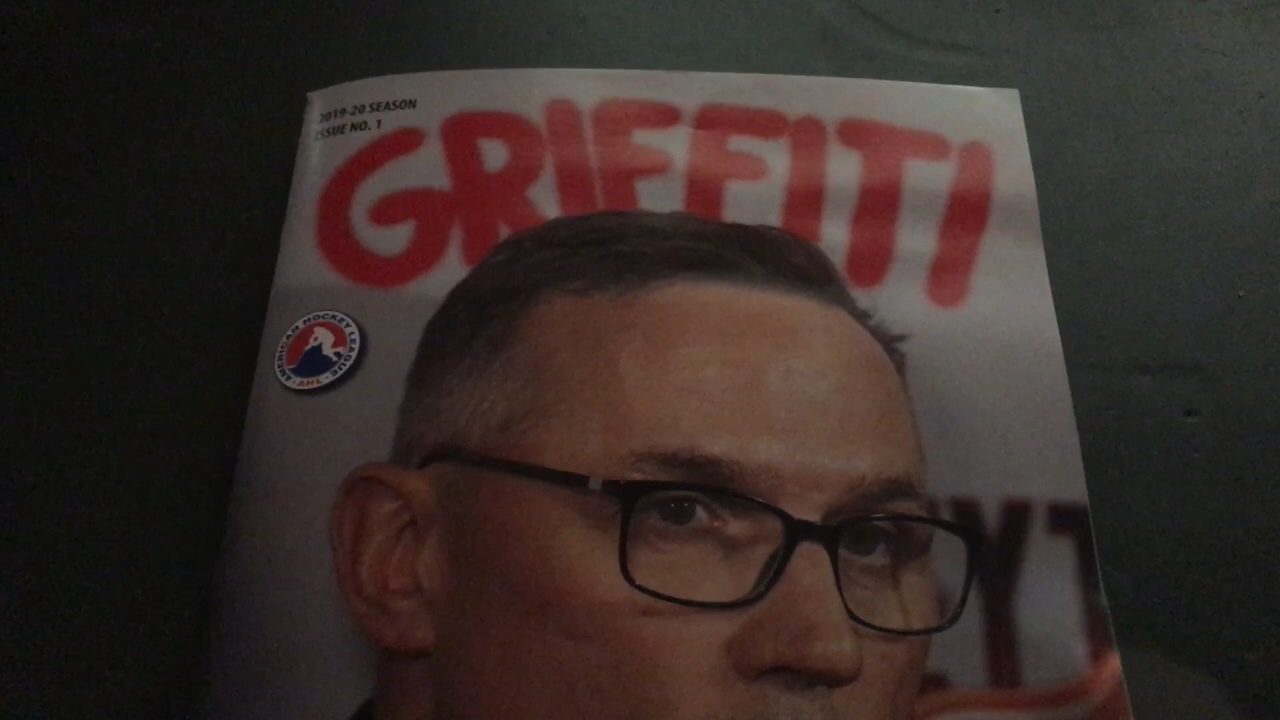 2019-20 SEASON
ISSUE NO. 1
GRIFFITI
AMERICAN HOCKEY LEAGUE
AHL